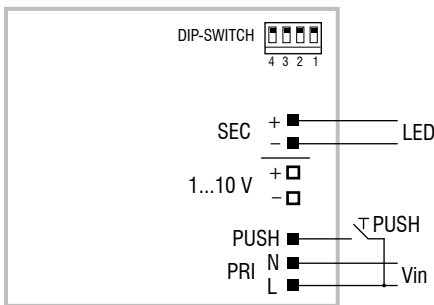 DIP-SWITCH
4 3 2 1
SEC + LED
−
1...10 V +
−
PUSH PUSH
PRI N Vin
L